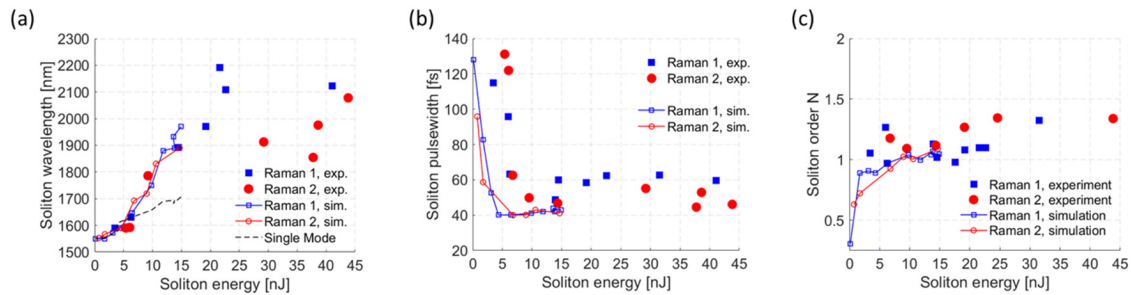 (a)
2300
2200
2100
2000
1900
1800
1700
1600
1500
Soliton wavelength [nm]
Raman 1, exp.
Raman 2, exp.
Raman 1, sim.
Raman 2, sim.
Single Mode
0 5 10 15 20 25 30 35 40 45
Soliton energy [nJ]
(b)
140
120
100
80
60
40
20
Soliton pulsewidth [fs]
Raman 1, exp.
Raman 2, exp.
Raman 1, sim.
Raman 2, sim.
0 5 10 15 20 25 30 35 40 45
Soliton energy [nJ]
(c)
2
1.5
1
0.5
Soliton order N
Raman 1, experiment
Raman 2, experiment
Raman 1, simulation
Raman 2, simulation
0 5 10 15 20 25 30 35 40 45
Soliton energy [nJ]